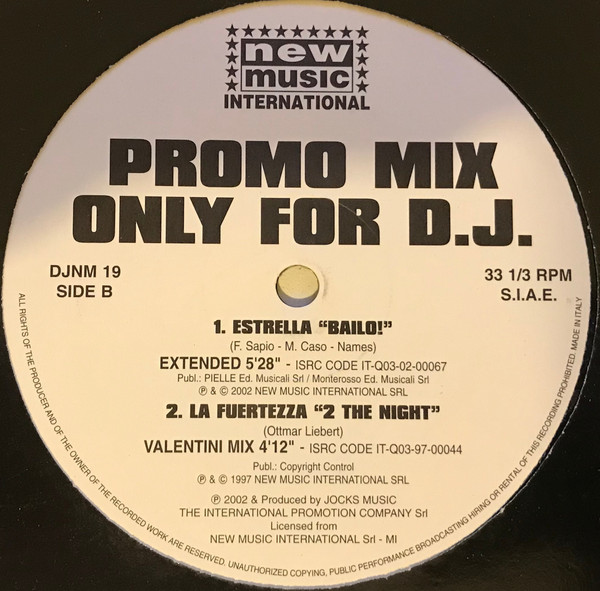 new
music
INTERNATIONAL
PROMO MIX
ONLY FOR D.J.
DJNM 19
SIDE B
33 1/3 RPM
S.I.A.E.
1. ESTRELLA “BAILO!”
(F. Sapio - M. Caso - Names)
EXTENDED 5'28" - ISRC CODE IT-Q03-02-00067
Publ.: PIELLE Ed. Musicali Srl / Monterosso Ed. Musicali Srl
℗ & © 2002 NEW MUSIC INTERNATIONAL SRL
2. LA FUERTEZZA “2 THE NIGHT”
(Ottmar Liebert)
VALENTINI MIX 4'12" - ISRC CODE IT-Q03-97-00044
Publ.: Copyright Control
℗ & © 1997 NEW MUSIC INTERNATIONAL SRL
℗ 2002 & Produced by JOCKS MUSIC
THE INTERNATIONAL PROMOTION COMPANY Srl
Licensed from
NEW MUSIC INTERNATIONAL Srl - MI
ALL RIGHTS OF THE PRODUCER AND OF THE OWNER OF THE RECORDED WORK ARE RESERVED. UNAUTHORIZED COPYING, PUBLIC PERFORMANCE BROADCASTING HIRING OR RENTAL OF THIS RECORDING PROHIBITED. MADE IN ITALY